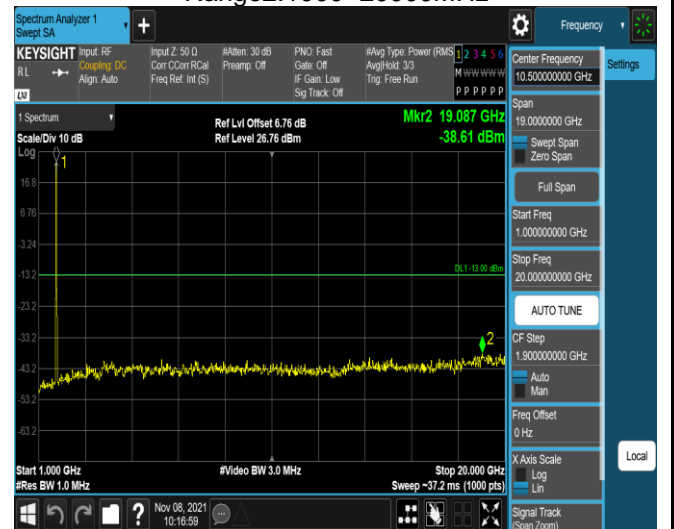 Spectrum Analyzer 1
Swept SA
+
Frequency
KEYSIGHT
RL
LXI
Input: RF
Coupling: DC
Align: Auto
Input Z: 50 Ω
Corr CCorr RCal
Freq Ref: Int (S)
#Atten: 30 dB
Preamp: Off
PNO: Fast
Gate: Off
IF Gain: Low
Sig Track: Off
#Avg Type: Power (RMS
Avg|Hold: 3/3
Trig: Free Run
1 2 3 4 5 6
M W W W W W
P P P P P P
1 Spectrum
Scale/Div 10 dB
Log
Ref Lvl Offset 6.76 dB
Ref Level 26.76 dBm
Mkr2 19.087 GHz
-38.61 dBm
1
16.8
6.76
-3.24
DL1 -13.00 dBm
-13.2
-23.2
-33.2
2
-43.2
-53.2
-63.2
Start 1.000 GHz
#Res BW 1.0 MHz
#Video BW 3.0 MHz
Stop 20.000 GHz
Sweep ~37.2 ms (1000 pts)
Center Frequency
10.500000000 GHz
Settings
Span
19.0000000 GHz
Swept Span
Zero Span
Full Span
Start Freq
1.000000000 GHz
Stop Freq
20.000000000 GHz
AUTO TUNE
CF Step
1.900000000 GHz
Auto
Man
Freq Offset
0 Hz
X Axis Scale
Log
Lin
Local
Signal Track
(Span Zoom)
?
Nov 08, 2021
10:16:59